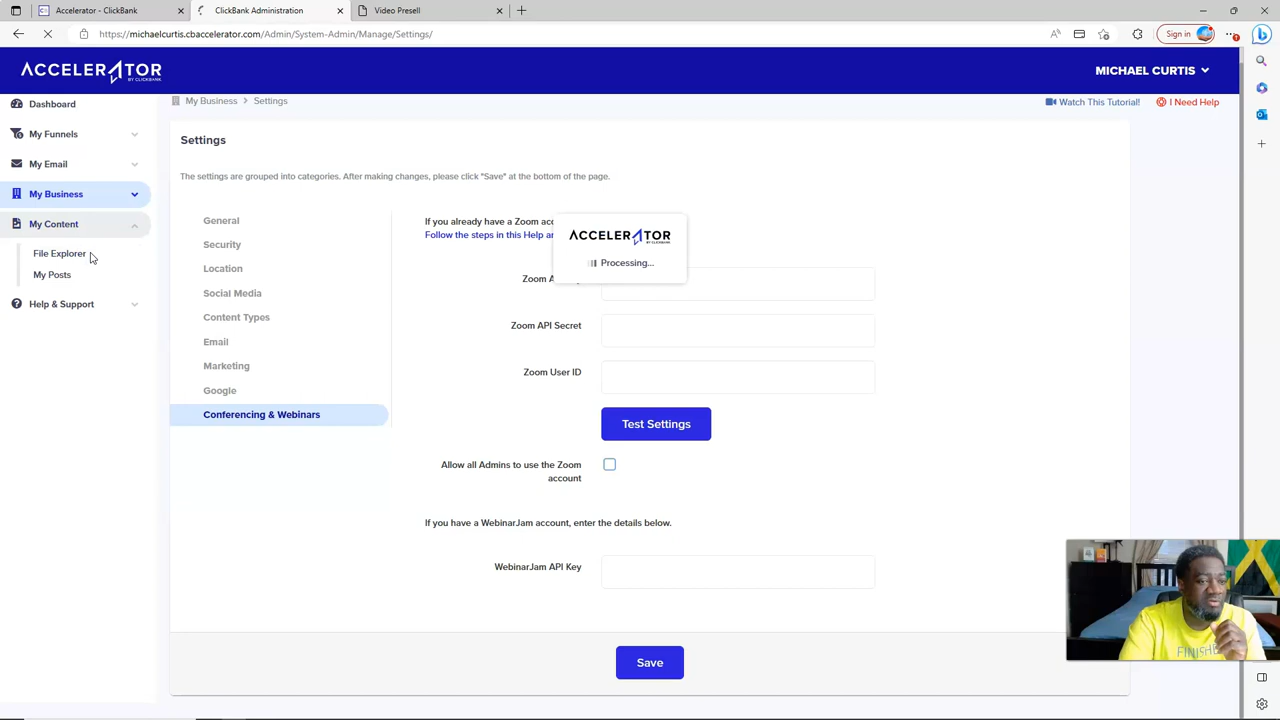 Accelerator - ClickBank
ClickBank Administration
Video Presell
https://michaelcurtis.cbaccelerator.com/Admin/System-Admin/Manage/Settings/
Sign in
ACCELERATOR
BY CLICKBANK
MICHAEL CURTIS
Dashboard
My Funnels
My Email
My Business
My Content
File Explorer
My Posts
Help & Support
My Business > Settings
Watch This Tutorial!
I Need Help
Settings
The settings are grouped into categories. After making changes, please click "Save" at the bottom of the page.
General
Security
Location
Social Media
Content Types
Email
Marketing
Google
Conferencing & Webinars
If you already have a Zoom acc
Follow the steps in this Help ar
ACCELERATOR
BY CLICKBANK
Processing...
Zoom A
Zoom API Secret
Zoom User ID
Test Settings
Allow all Admins to use the Zoom
account
If you have a WebinarJam account, enter the details below.
WebinarJam API Key
Save
FINISHE